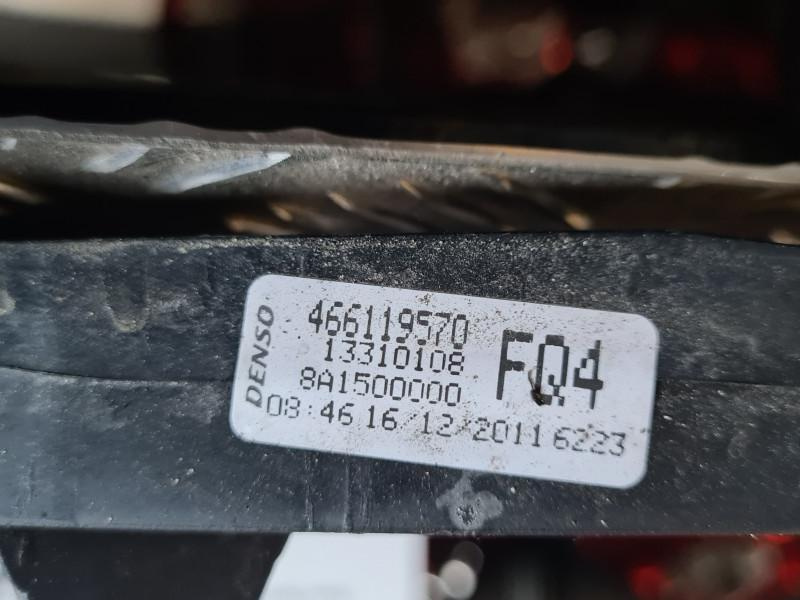 DENSO
466119570
13310108
8A1500000
FQ4
08:46 16/12/2011 6223